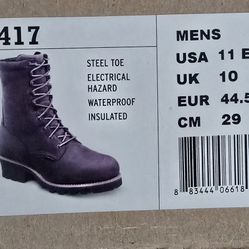 417
STEEL TOE
ELECTRICAL
HAZARD
WATERPROOF
INSULATED
MENS
USA 11 E
UK 10
EUR 44.5
CM 29
8 83444 06618